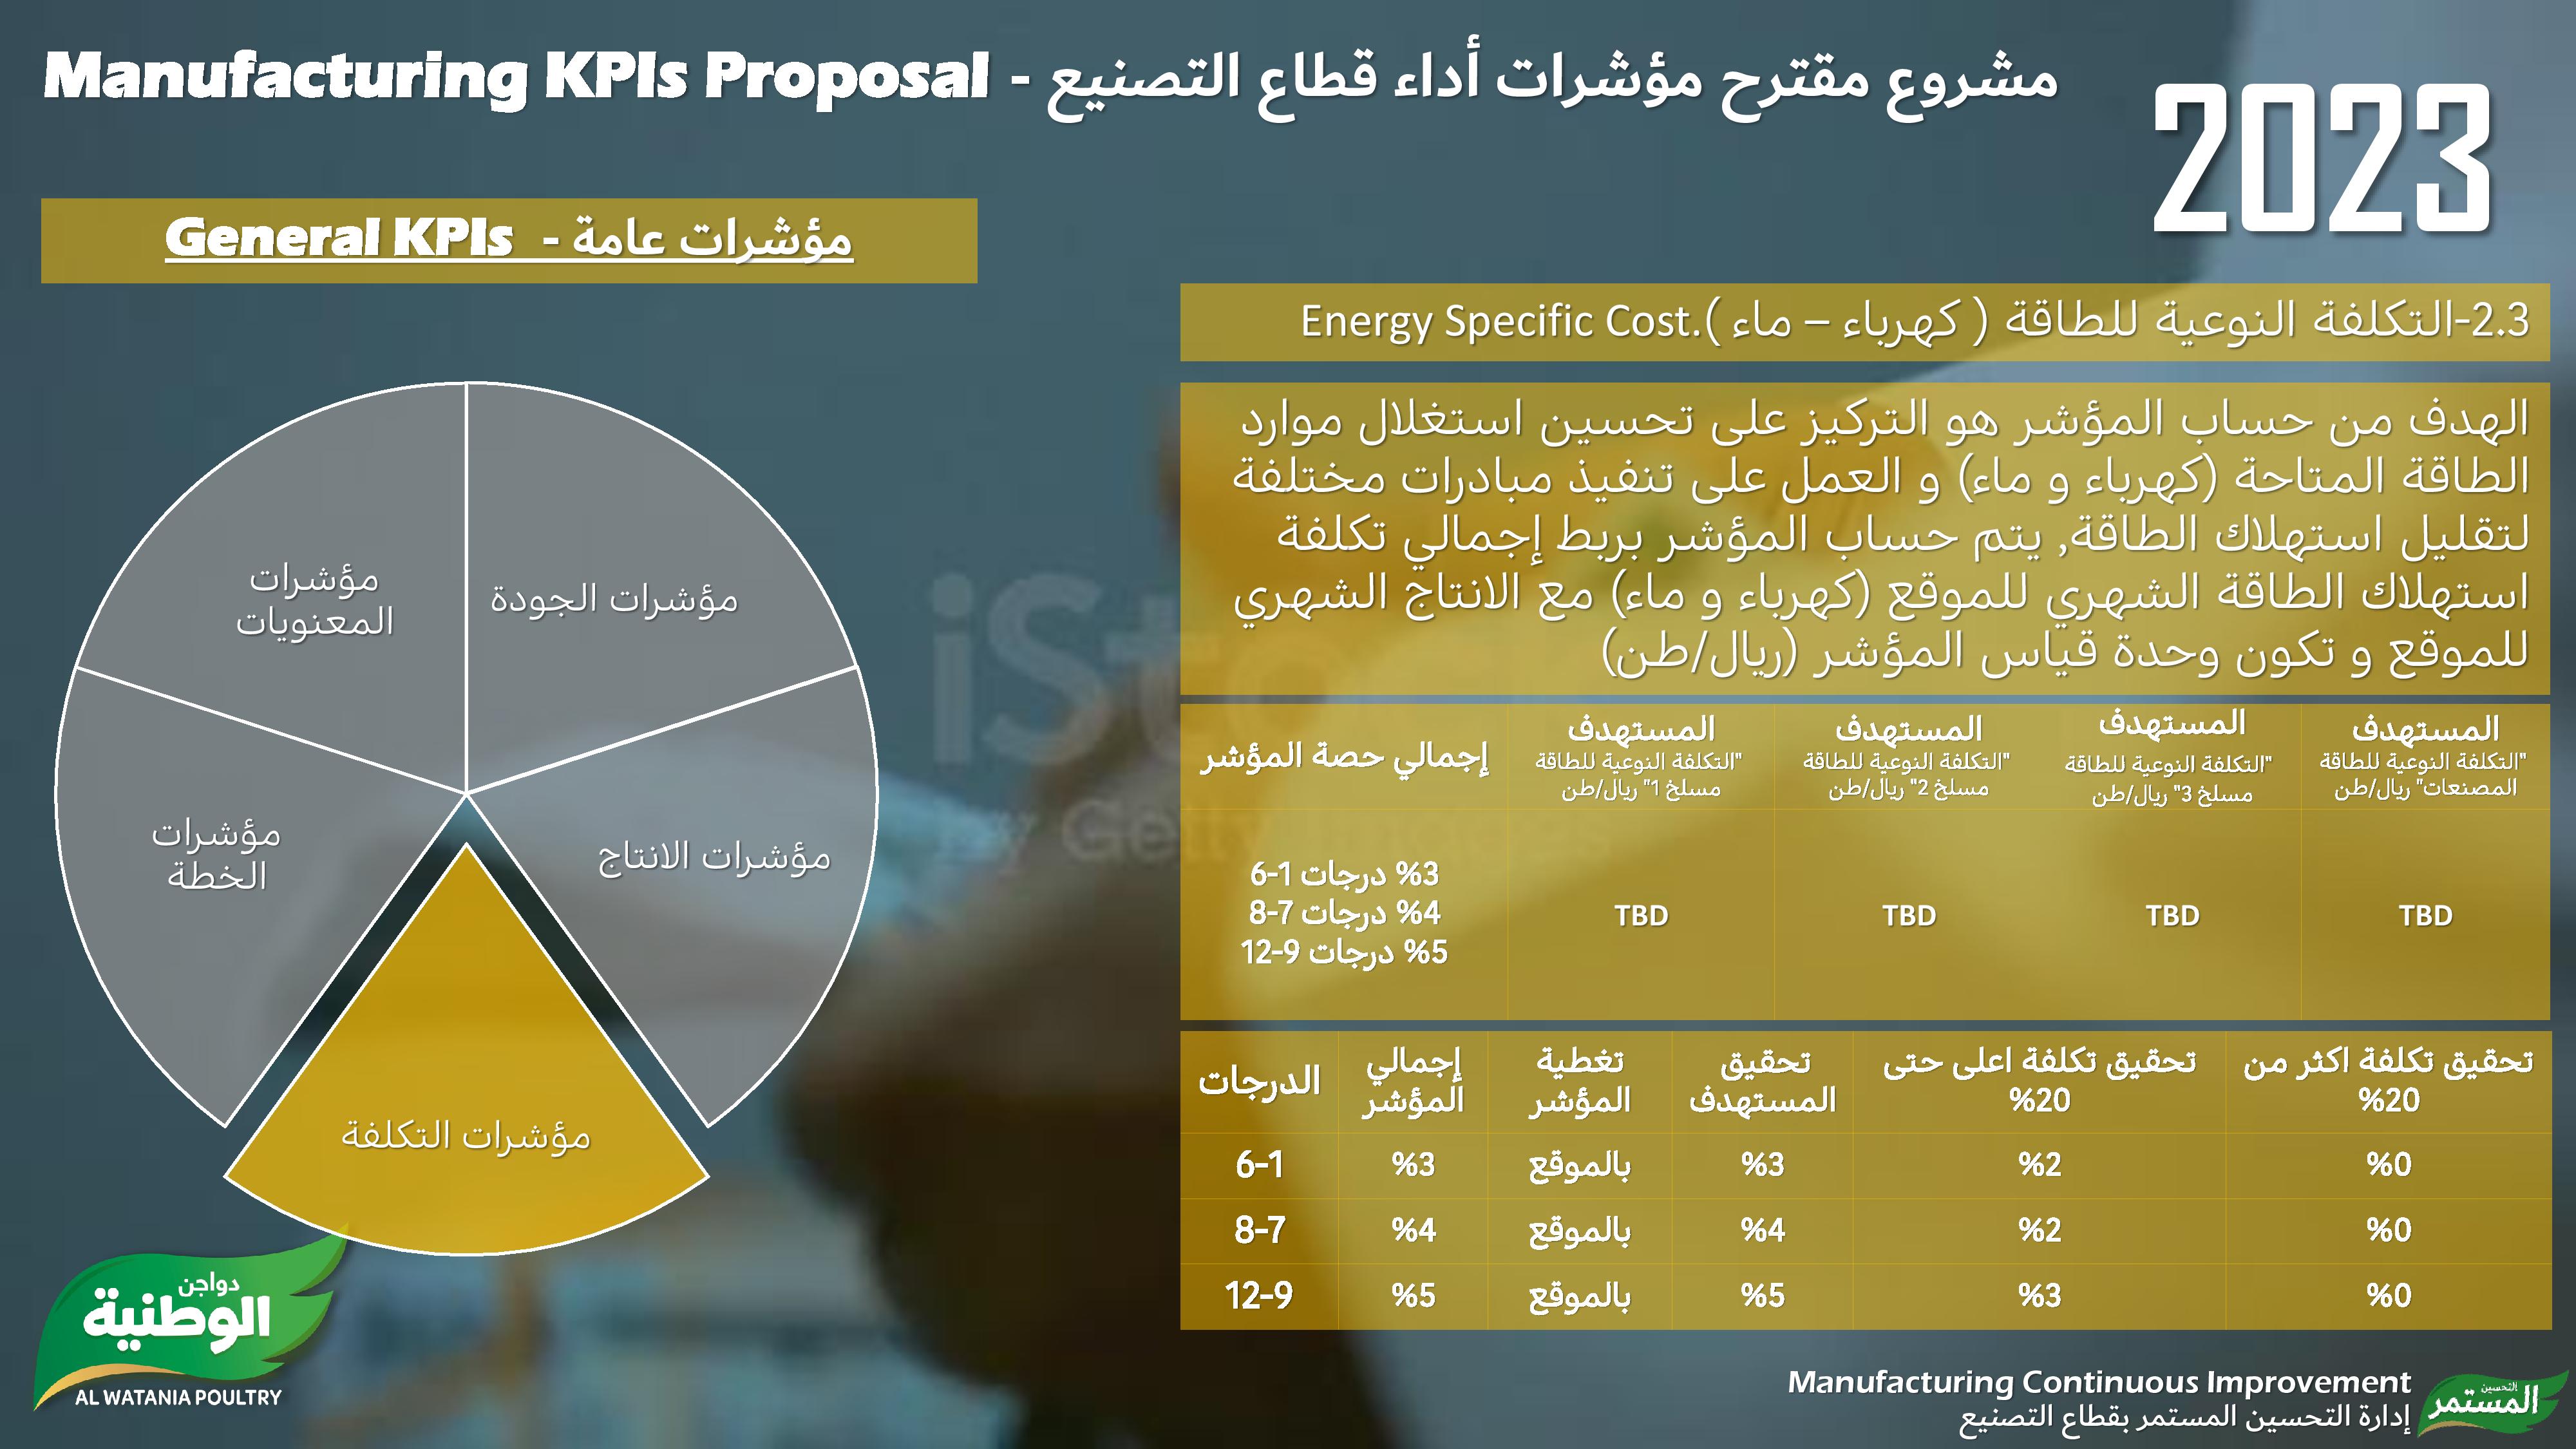 مشروع مقترح مؤشرات أداء قطاع التصنيع - Manufacturing KPIs Proposal
2023
مؤشرات عامة - General KPIs
2.3-التكلفة النوعية للطاقة ( كهرباء – ماء ).Energy Specific Cost
الهدف من حساب المؤشر هو التركيز على تحسين استغلال موارد
الطاقة المتاحة (كهرباء و ماء) و العمل على تنفيذ مبادرات مختلفة
لتقليل استهلاك الطاقة, يتم حساب المؤشر بربط إجمالي تكلفة
استهلاك الطاقة الشهري للموقع (كهرباء و ماء) مع الانتاج الشهري
للموقع و تكون وحدة قياس المؤشر (ريال/طن)
مؤشرات الجودة
مؤشرات
المعنويات
مؤشرات الانتاج
مؤشرات
الخطة
مؤشرات التكلفة
إجمالي حصة المؤشر
المستهدف
"التكلفة النوعية للطاقة
مسلخ 1" ريال/طن
المستهدف
"التكلفة النوعية للطاقة
مسلخ 2" ريال/طن
المستهدف
"التكلفة النوعية للطاقة
مسلخ 3" ريال/طن
المستهدف
"التكلفة النوعية للطاقة
المصنعات" ريال/طن
%3 درجات 1-6
%4 درجات 7-8
%5 درجات 9-12
TBD TBD TBD TBD
الدرجات
إجمالي
المؤشر
تغطية
المؤشر
تحقيق
المستهدف
تحقيق تكلفة اعلى حتى
%20
تحقيق تكلفة اكثر من
%20
6-1 %3 بالموقع %3 %2 %0
8-7 %4 بالموقع %4 %2 %0
12-9 %5 بالموقع %5 %3 %0
iStock
by Getty Images
دواجن
الوطنية
AL WATANIA POULTRY
Manufacturing Continuous Improvement
إدارة التحسين المستمر بقطاع التصنيع
التحسين
المستمر